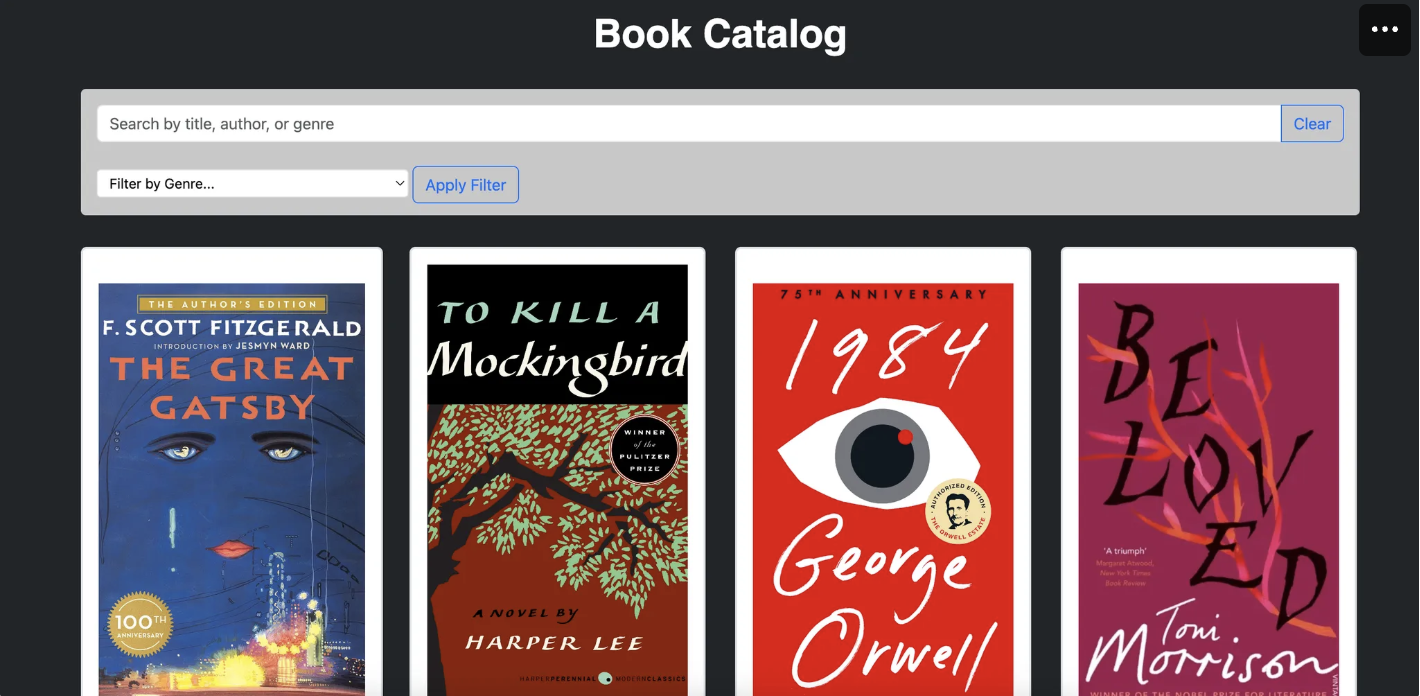 Book Catalog
Search by title, author, or genre
Clear
Filter by Genre...
Apply Filter
THE AUTHOR'S EDITION
F. SCOTT FITZGERALD
INTRODUCTION BY JESMYN WARD
THE GREAT
GATSBY
100TH
ANNIVERSARY
TO KILL A
Mockingbird
WINNER
of the
PULITZER
PRIZE
A NOVEL BY
HARPER LEE
HARPERPERENNIAL MODERNCLASSICS
75TH ANNIVERSARY
1984
AUTHORIZED EDITION
THE ORWELL ESTATE
George
Orwell
BELOVED
'A triumph'
Margaret Atwood,
New York Times
Book Review
Toni
Morrison
WINNER OF THE NOBEL PRIZE FOR LITERATURE